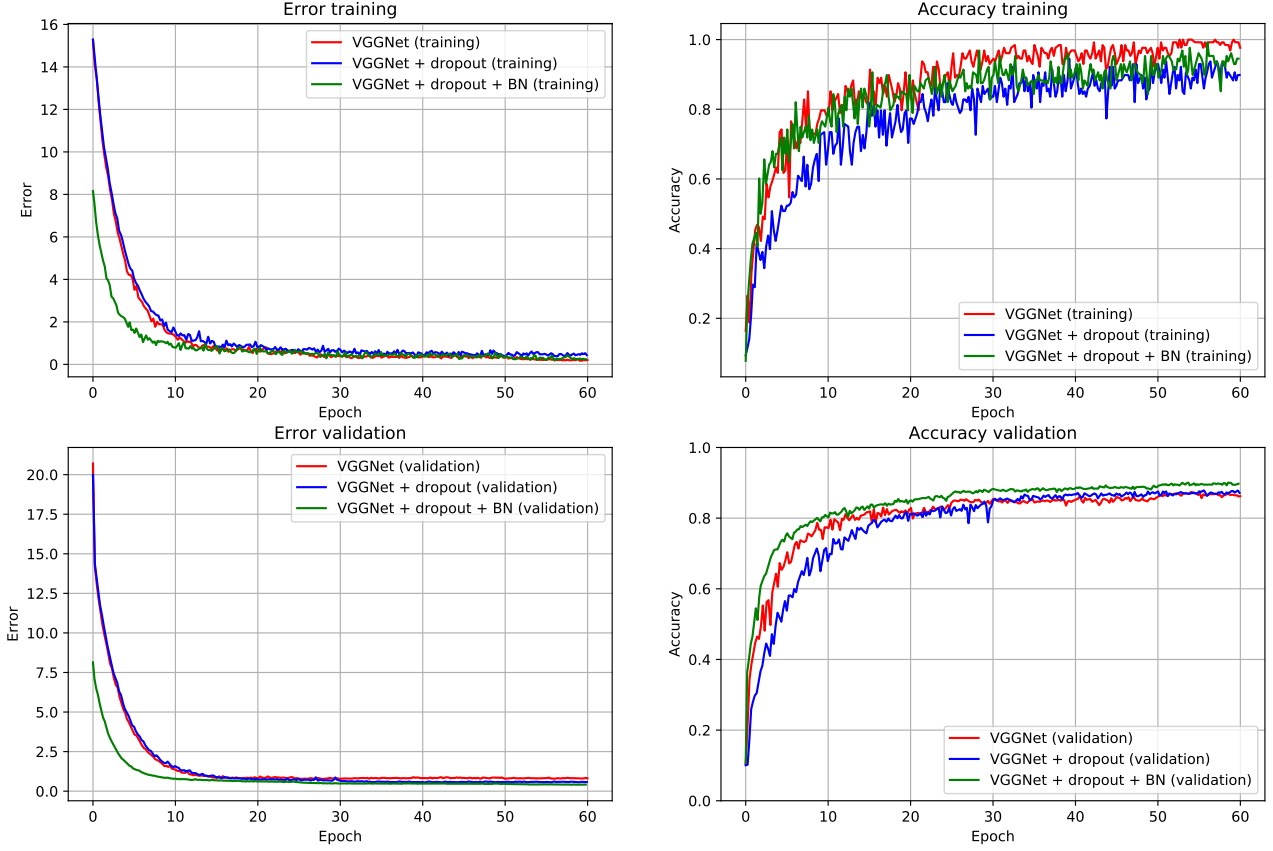 Error training
16
14
12
10
8
6
4
2
0
Error
VGGNet (training)
VGGNet + dropout (training)
VGGNet + dropout + BN (training)
0 10 20 30 40 50 60
Epoch
Accuracy training
1.0
0.8
0.6
0.4
0.2
Accuracy
VGGNet (training)
VGGNet + dropout (training)
VGGNet + dropout + BN (training)
0 10 20 30 40 50 60
Epoch
Error validation
20.0
17.5
15.0
12.5
10.0
7.5
5.0
2.5
0.0
Error
VGGNet (validation)
VGGNet + dropout (validation)
VGGNet + dropout + BN (validation)
0 10 20 30 40 50 60
Epoch
Accuracy validation
1.0
0.8
0.6
0.4
0.2
0.0
Accuracy
VGGNet (validation)
VGGNet + dropout (validation)
VGGNet + dropout + BN (validation)
0 10 20 30 40 50 60
Epoch